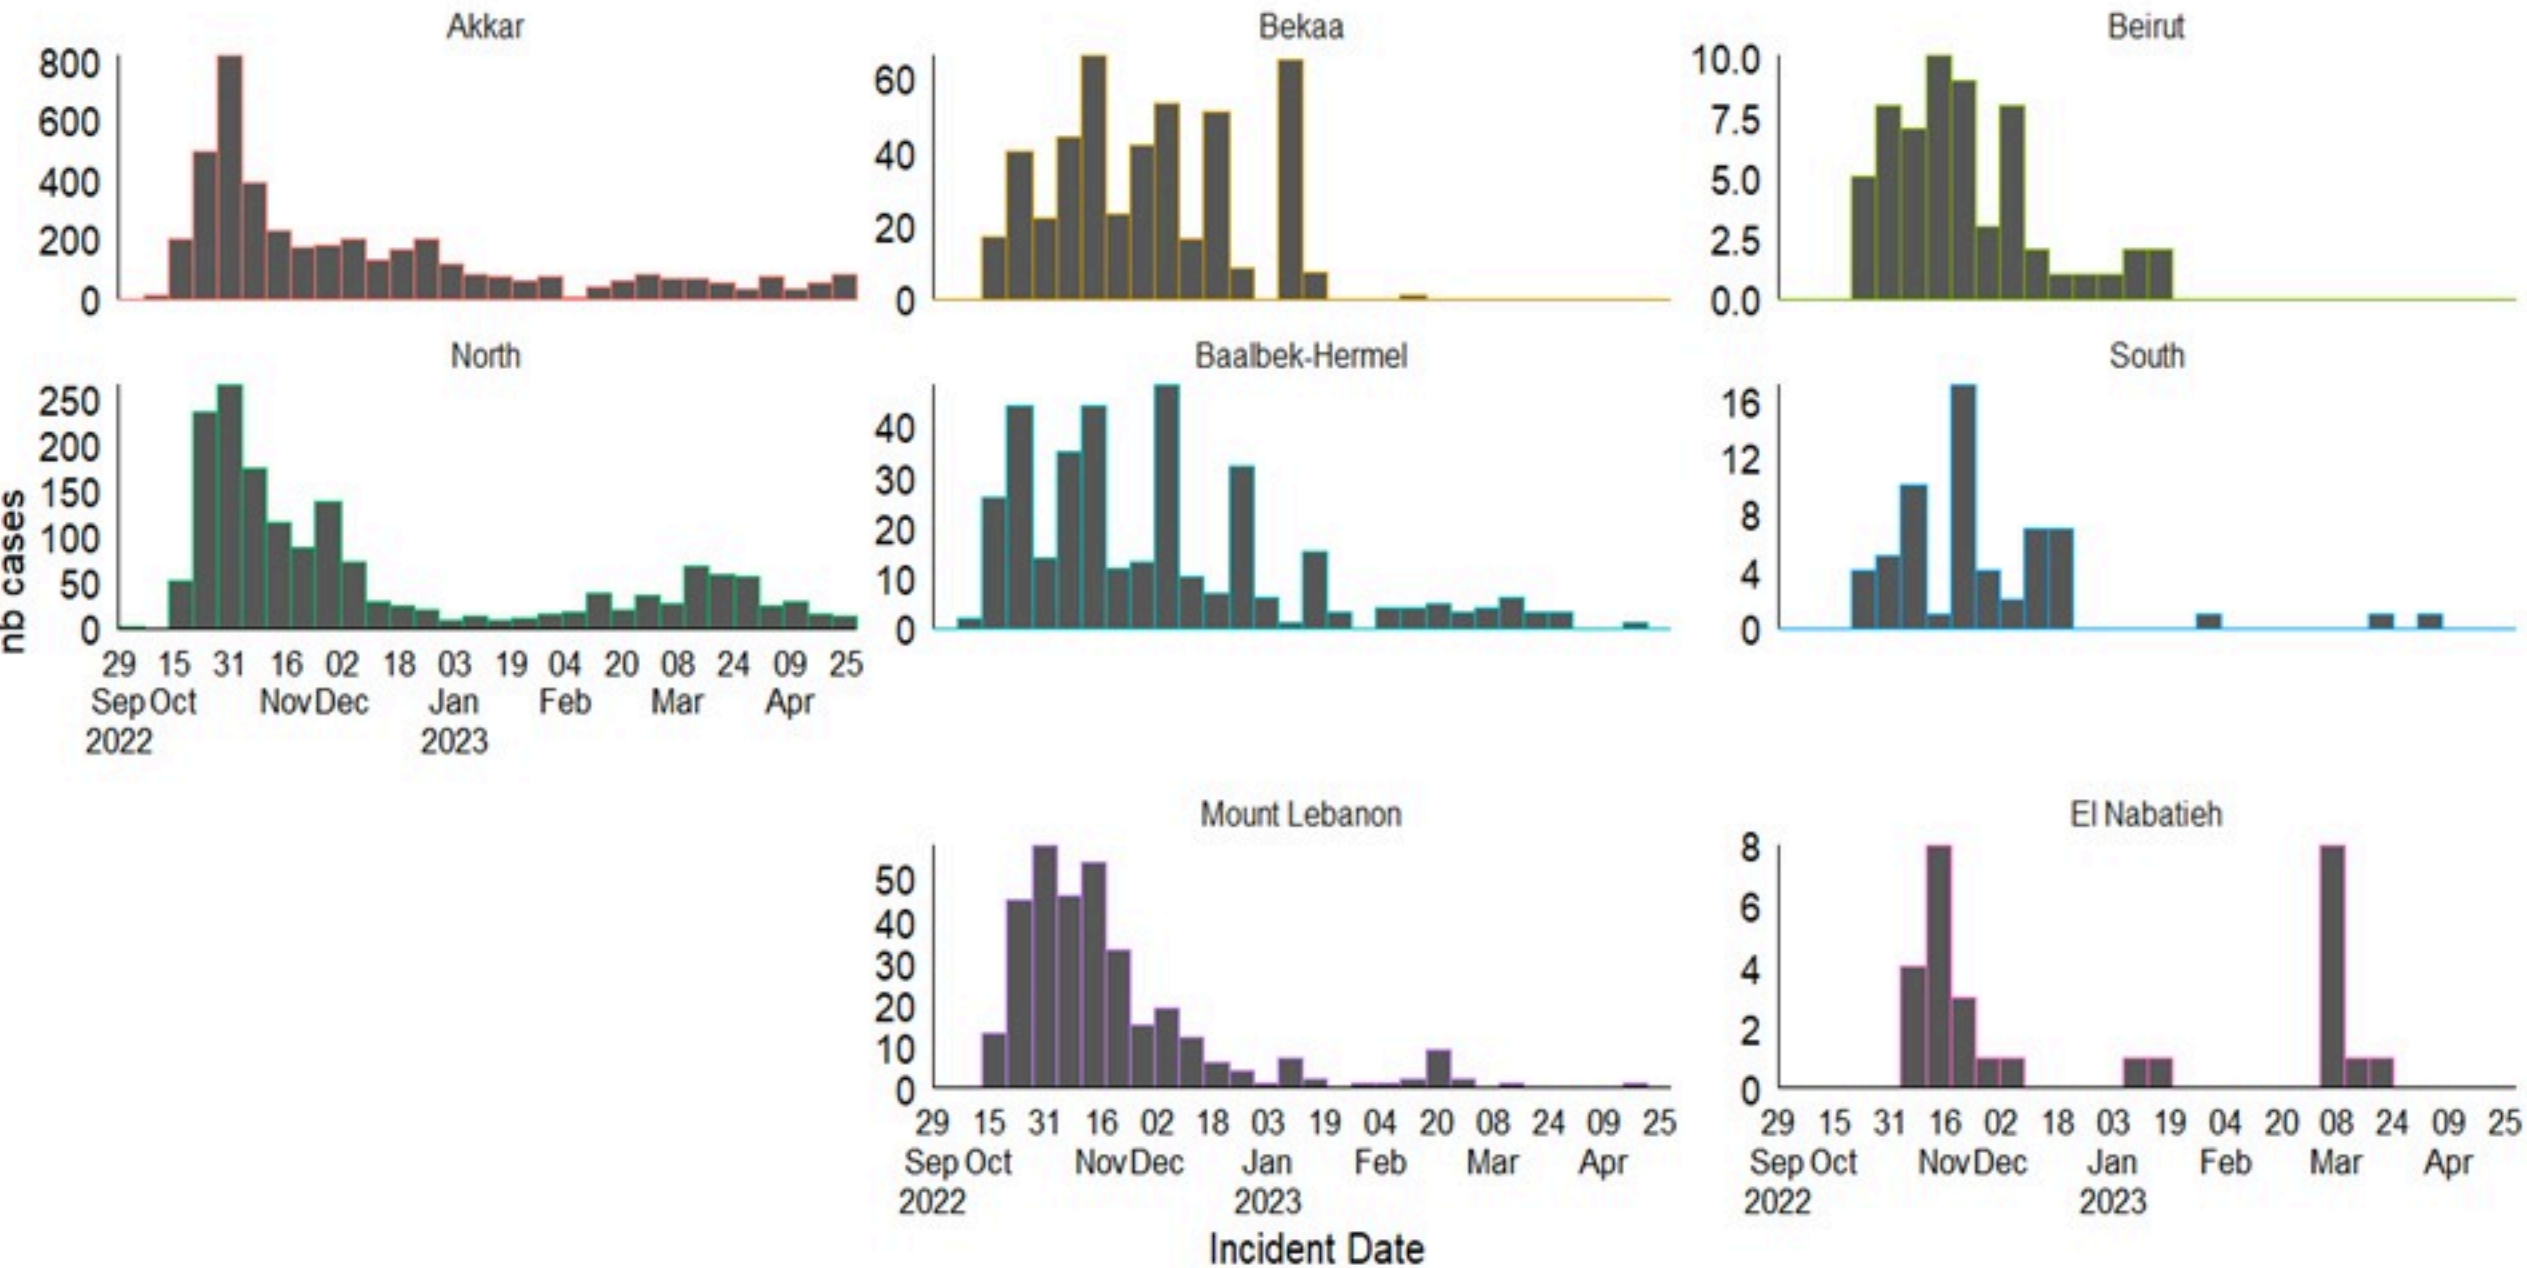 Akkar
Bekaa
Beirut
800
600
400
200
0
60
40
20
0
10.0
7.5
5.0
2.5
0.0
North
Baalbek-Hermel
South
250
200
150
100
50
0
40
30
20
10
0
16
12
8
4
0
nb cases
29 15 31 16 02 18 03 19 04 20 08 24 09 25
Sep Oct Nov Dec Jan Feb Mar Apr
2022 2023
Mount Lebanon
El Nabatieh
50
40
30
20
10
0
8
6
4
2
0
29 15 31 16 02 18 03 19 04 20 08 24 09 25
Sep Oct Nov Dec Jan Feb Mar Apr
2022 2023
29 15 31 16 02 18 03 19 04 20 08 24 09 25
Sep Oct Nov Dec Jan Feb Mar Apr
2022 2023
Incident Date